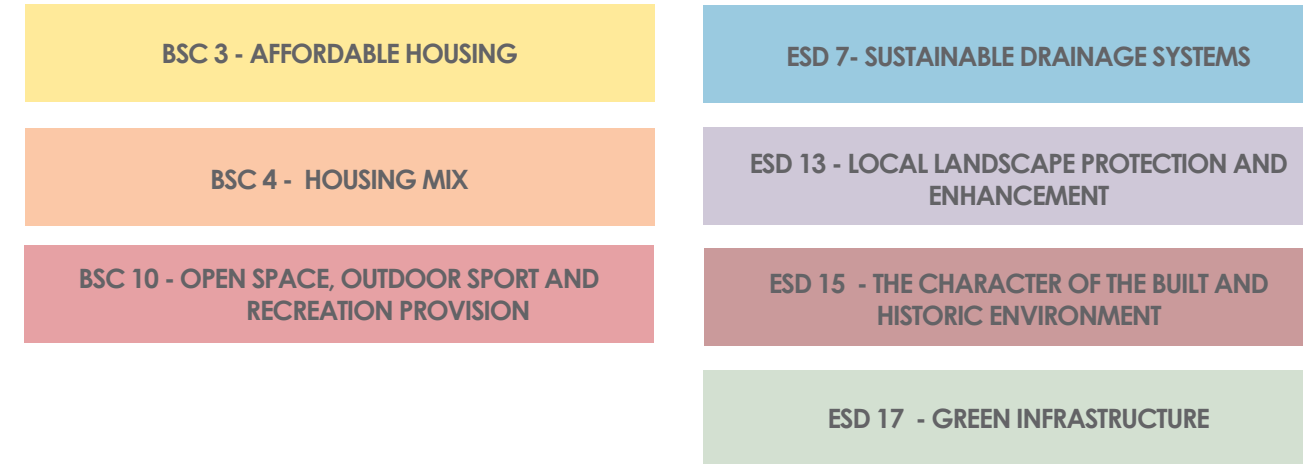 BSC 3 - AFFORDABLE HOUSING
BSC 4 - HOUSING MIX
BSC 10 - OPEN SPACE, OUTDOOR SPORT AND
RECREATION PROVISION
ESD 7- SUSTAINABLE DRAINAGE SYSTEMS
ESD 13 - LOCAL LANDSCAPE PROTECTION AND
ENHANCEMENT
ESD 15 - THE CHARACTER OF THE BUILT AND
HISTORIC ENVIRONMENT
ESD 17 - GREEN INFRASTRUCTURE